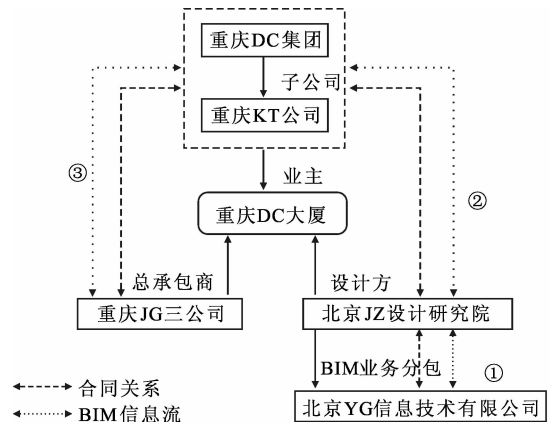 重庆DC集团
子公司
重庆KT公司
③
业主
②
重庆DC大厦
总承包商
设计方
重庆JG三公司
北京JZ设计研究院
BIM业务分包
①
合同关系
BIM信息流
北京YG信息技术有限公司